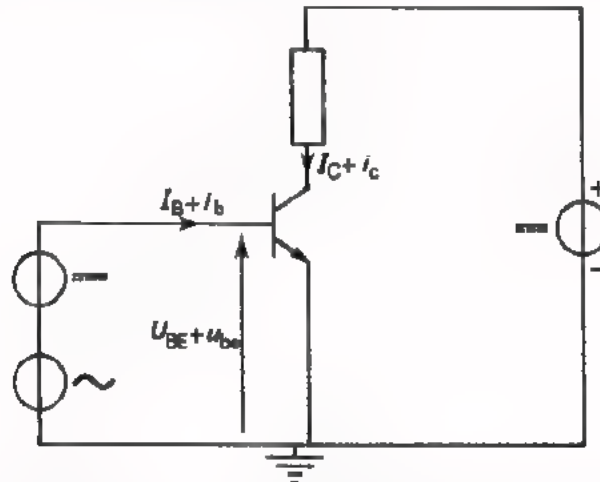 I_C + i_c
I_B + i_b
+
−
U_BE + u_be